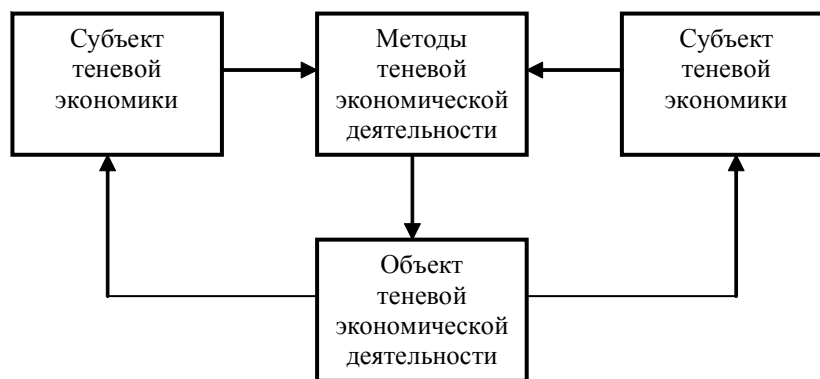 Субъект
теневой
экономики
Методы
теневой
экономической
деятельности
Субъект
теневой
экономики
Объект
теневой
экономической
деятельности